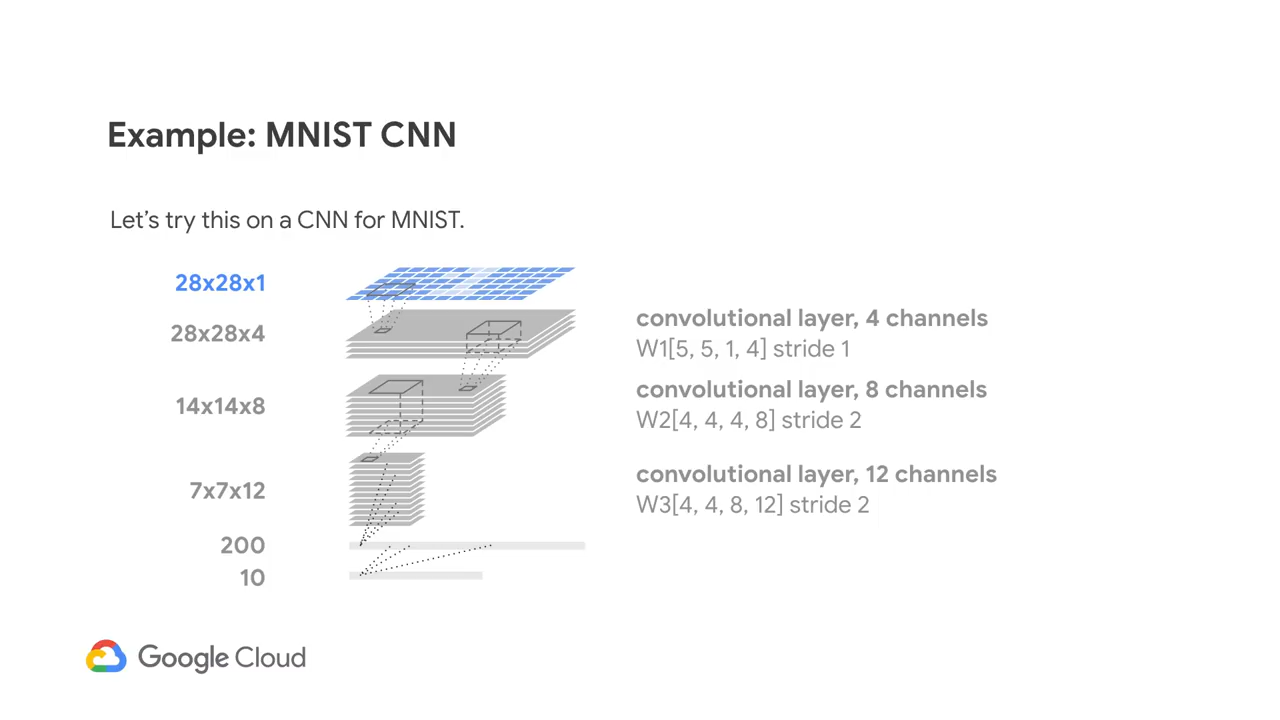 Example: MNIST CNN
Let's try this on a CNN for MNIST.
28x28x1
28x28x4
convolutional layer, 4 channels
W1[5, 5, 1, 4] stride 1
14x14x8
convolutional layer, 8 channels
W2[4, 4, 4, 8] stride 2
7x7x12
convolutional layer, 12 channels
W3[4, 4, 8, 12] stride 2
200
10
Google Cloud